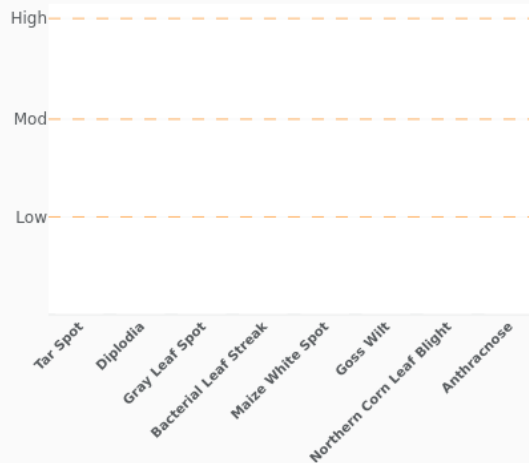 High
Mod
Low
Tar Spot
Diplodia
Gray Leaf Spot
Bacterial Leaf Streak
Maize White Spot
Goss Wilt
Northern Corn Leaf Blight
Anthracnose